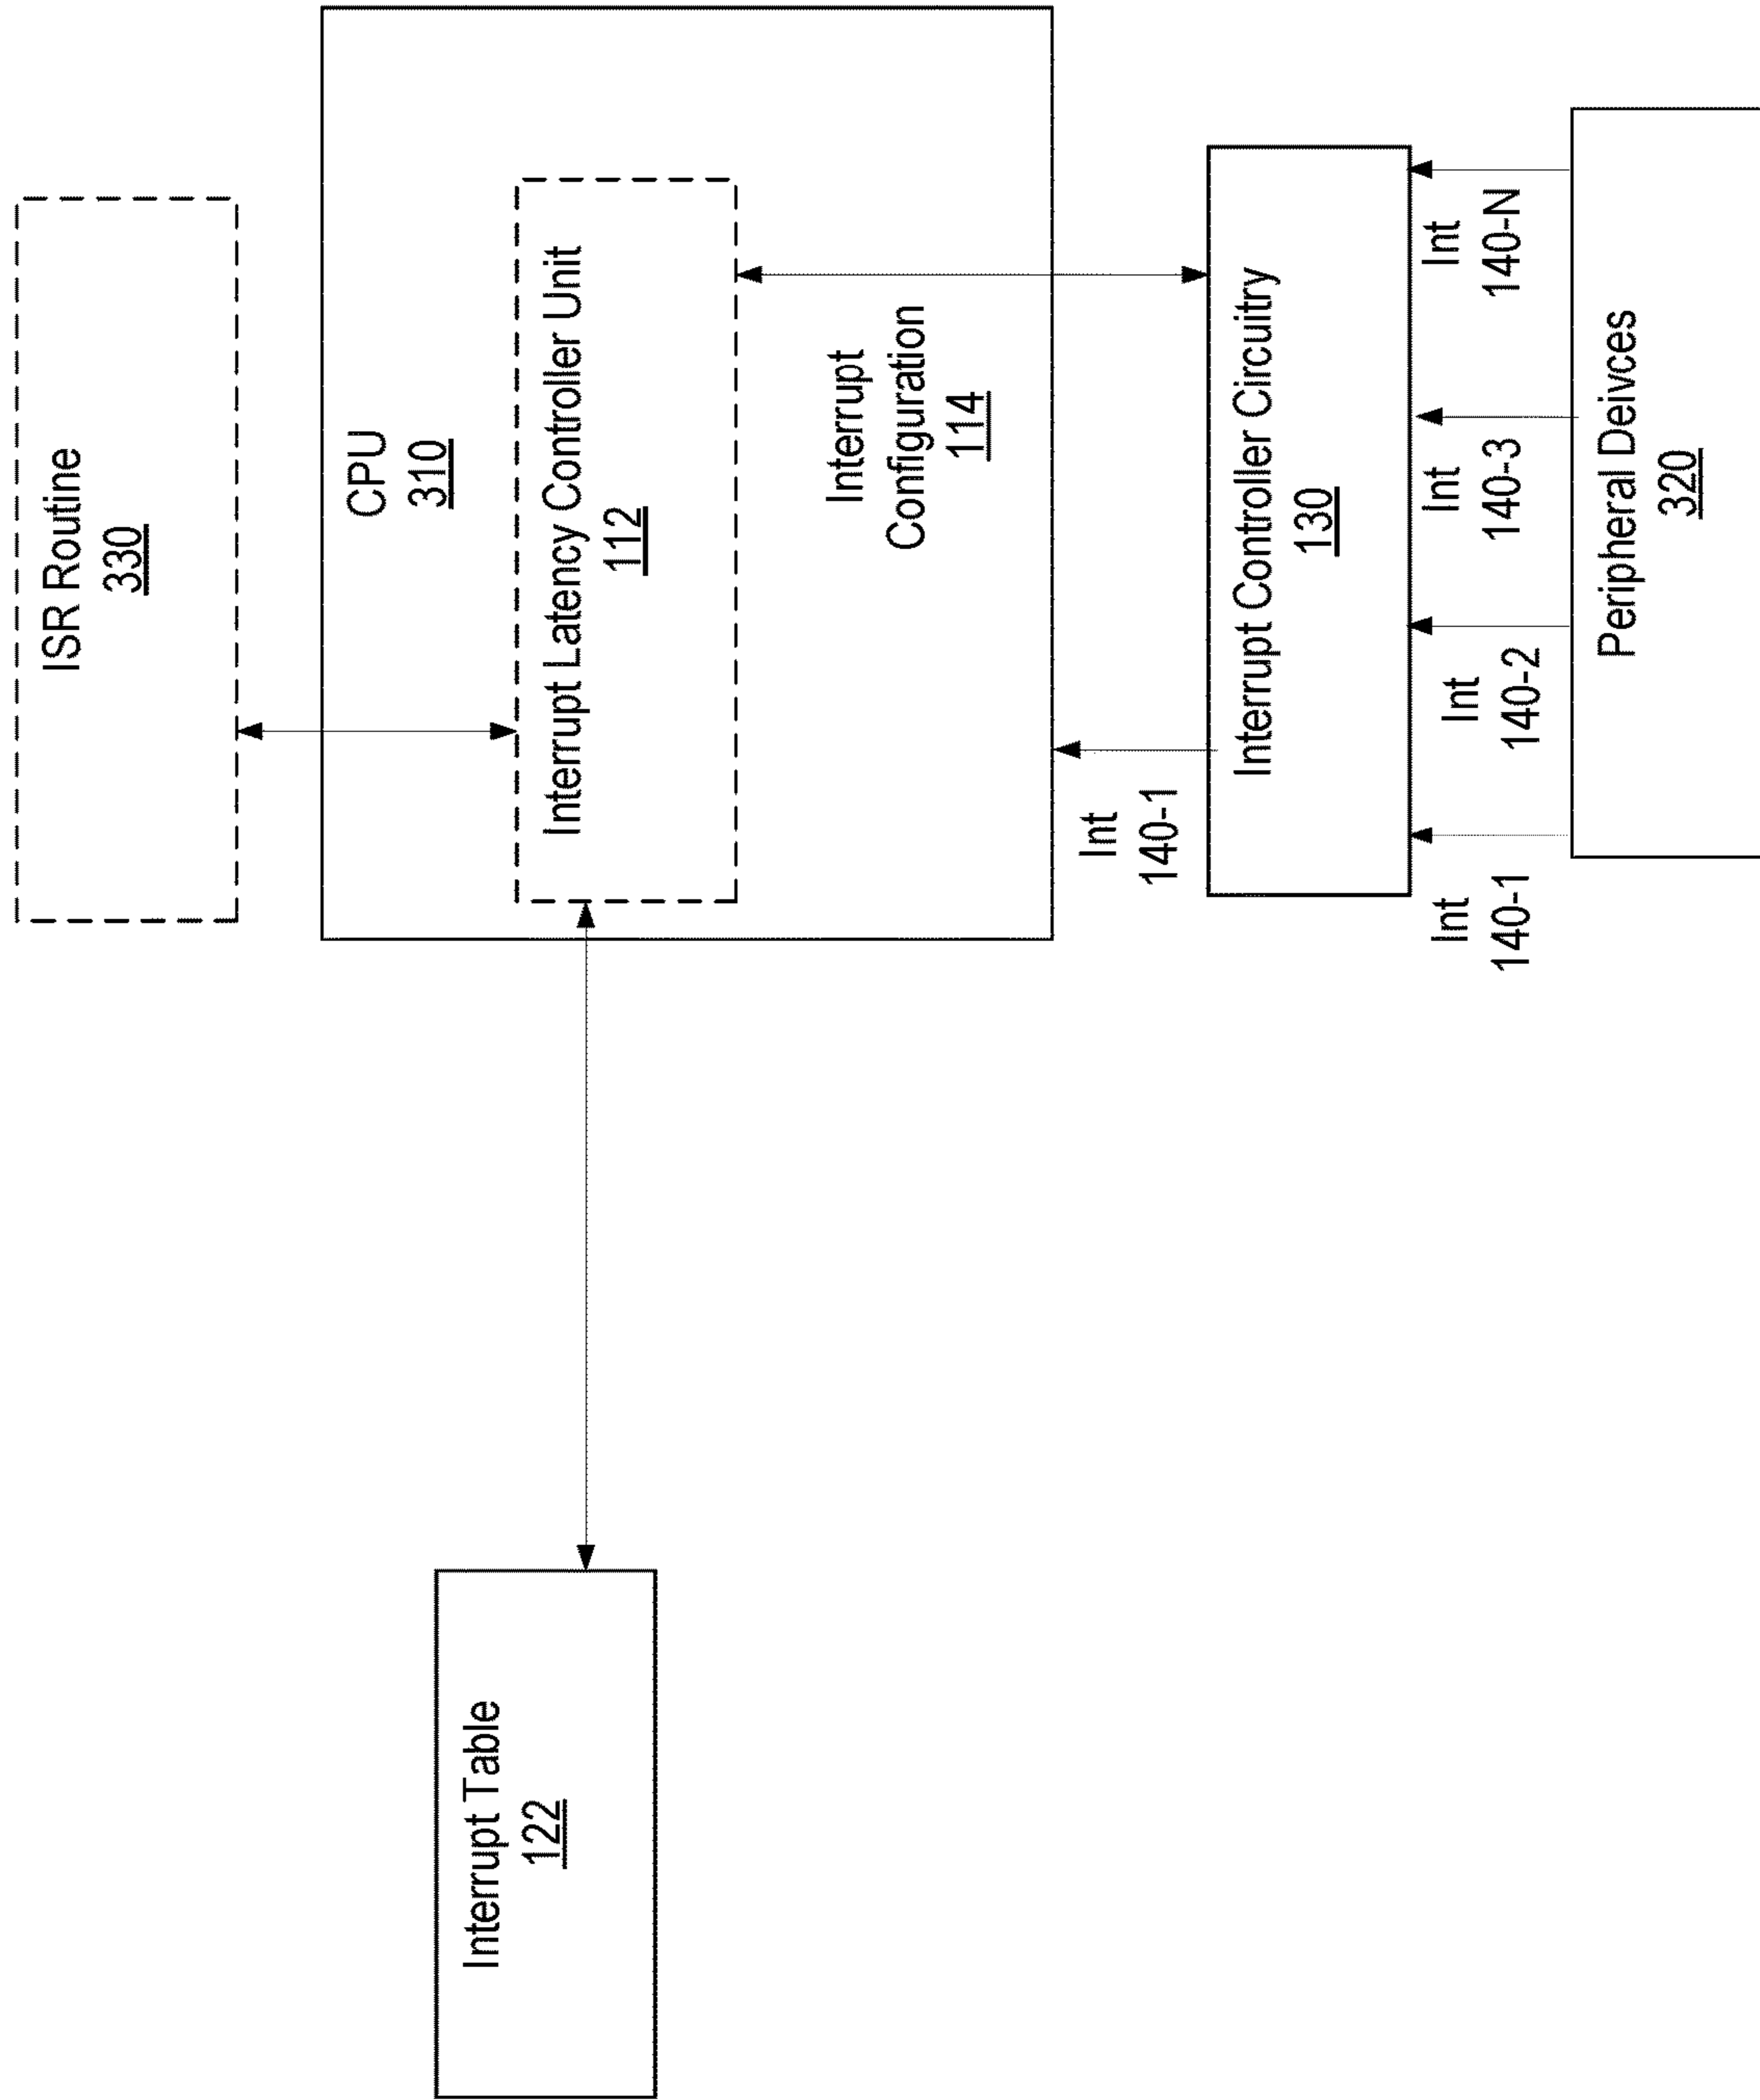 ISR Routine
330
CPU
310
Interrupt Latency Controller Unit
112
Interrupt
Configuration
114
Interrupt Table
122
Int
140-1
Interrupt Controller Circuitry
130
Int
140-1
Int
140-2
Int
140-3
Int
140-N
Peripheral Deivces
320